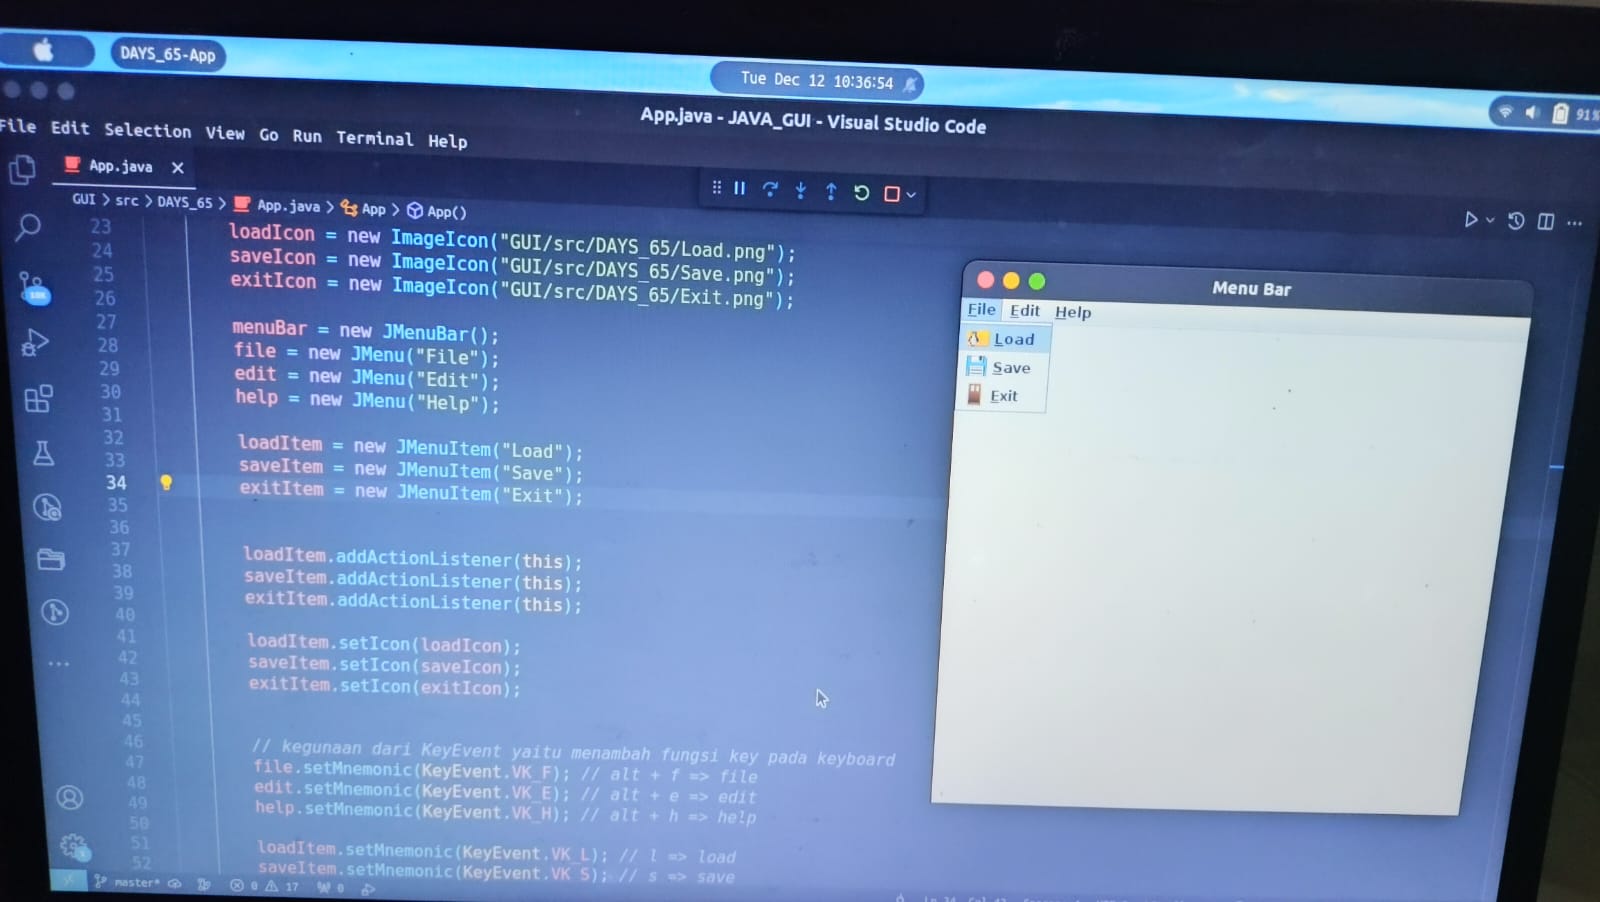 DAYS_65-App
Tue Dec 12 10:36:54
91%
App.java - JAVA_GUI - Visual Studio Code
File Edit Selection View Go Run Terminal Help
App.java
GUI > src > DAYS_65 > App.java > App > App()
23 loadIcon = new ImageIcon("GUI/src/DAYS_65/Load.png");
24 saveIcon = new ImageIcon("GUI/src/DAYS_65/Save.png");
25 exitIcon = new ImageIcon("GUI/src/DAYS_65/Exit.png");
26
27 menuBar = new JMenuBar();
28 file = new JMenu("File");
29 edit = new JMenu("Edit");
30 help = new JMenu("Help");
31
32 loadItem = new JMenuItem("Load");
33 saveItem = new JMenuItem("Save");
34 exitItem = new JMenuItem("Exit");
35
36
37 loadItem.addActionListener(this);
38 saveItem.addActionListener(this);
39 exitItem.addActionListener(this);
40
41 loadItem.setIcon(loadIcon);
42 saveItem.setIcon(saveIcon);
43 exitItem.setIcon(exitIcon);
44
45
46 // kegunaan dari KeyEvent yaitu menambah fungsi key pada keyboard
47 file.setMnemonic(KeyEvent.VK_F); // alt + f => file
48 edit.setMnemonic(KeyEvent.VK_E); // alt + e => edit
49 help.setMnemonic(KeyEvent.VK_H); // alt + h => help
50
51 loadItem.setMnemonic(KeyEvent.VK_L); // l => load
52 saveItem.setMnemonic(KeyEvent.VK_S); // s => save
master* 0 17 0
Menu Bar
File Edit Help
Load
Save
Exit